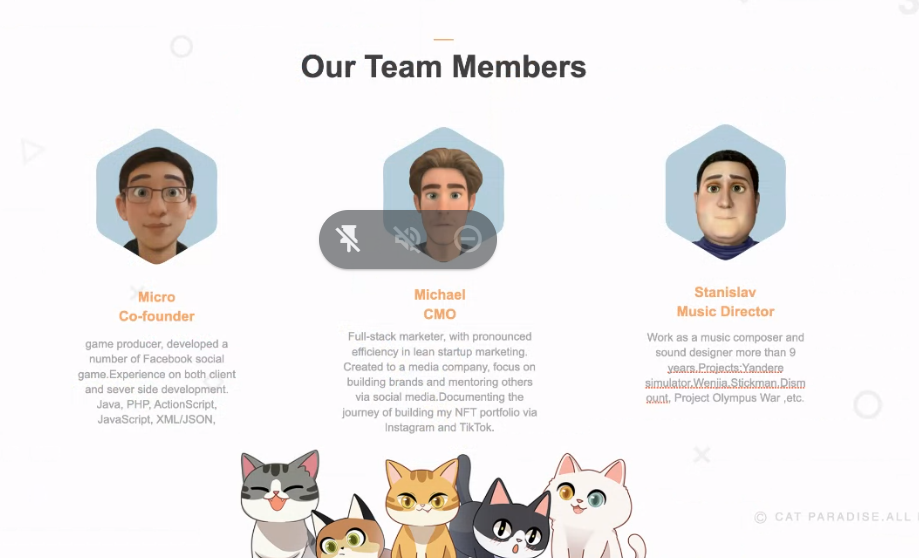 Our Team Members
Micro
Co-founder
game producer, developed a
number of Facebook social
game.Experience on both client
and sever side development.
Java, PHP, ActionScript,
JavaScript, XML/JSON,
Michael
CMO
Full-stack marketer, with pronounced
efficiency in lean startup marketing.
Created to a media company, focus on
building brands and mentoring others
via social media.Documenting the
journey of building my NFT portfolio via
Instagram and TikTok.
Stanislav
Music Director
Work as a music composer and
sound designer more than 9
years.Projects:Yandere
simulator,Wenjia,Stickman,Dism
ount, Project Olympus War ,etc.
© CAT PARADISE.ALL